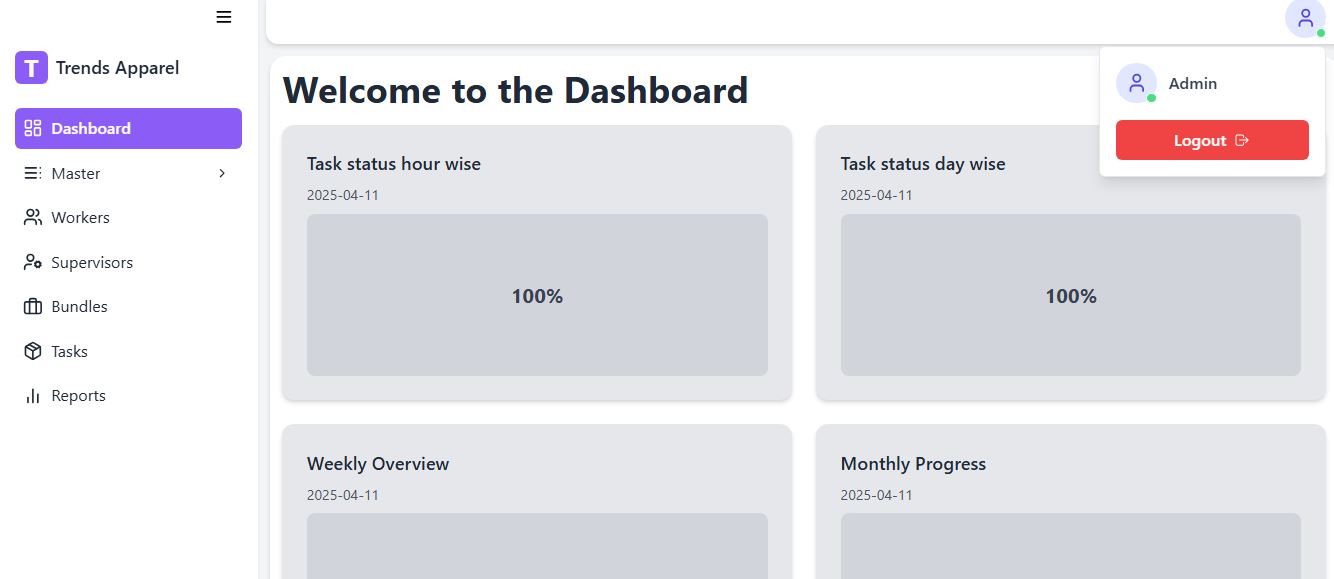 T Trends Apparel
Dashboard
Master
Workers
Supervisors
Bundles
Tasks
Reports
Admin
Logout
Welcome to the Dashboard
Task status hour wise
2025-04-11
100%
Task status day wise
2025-04-11
100%
Weekly Overview
2025-04-11
Monthly Progress
2025-04-11